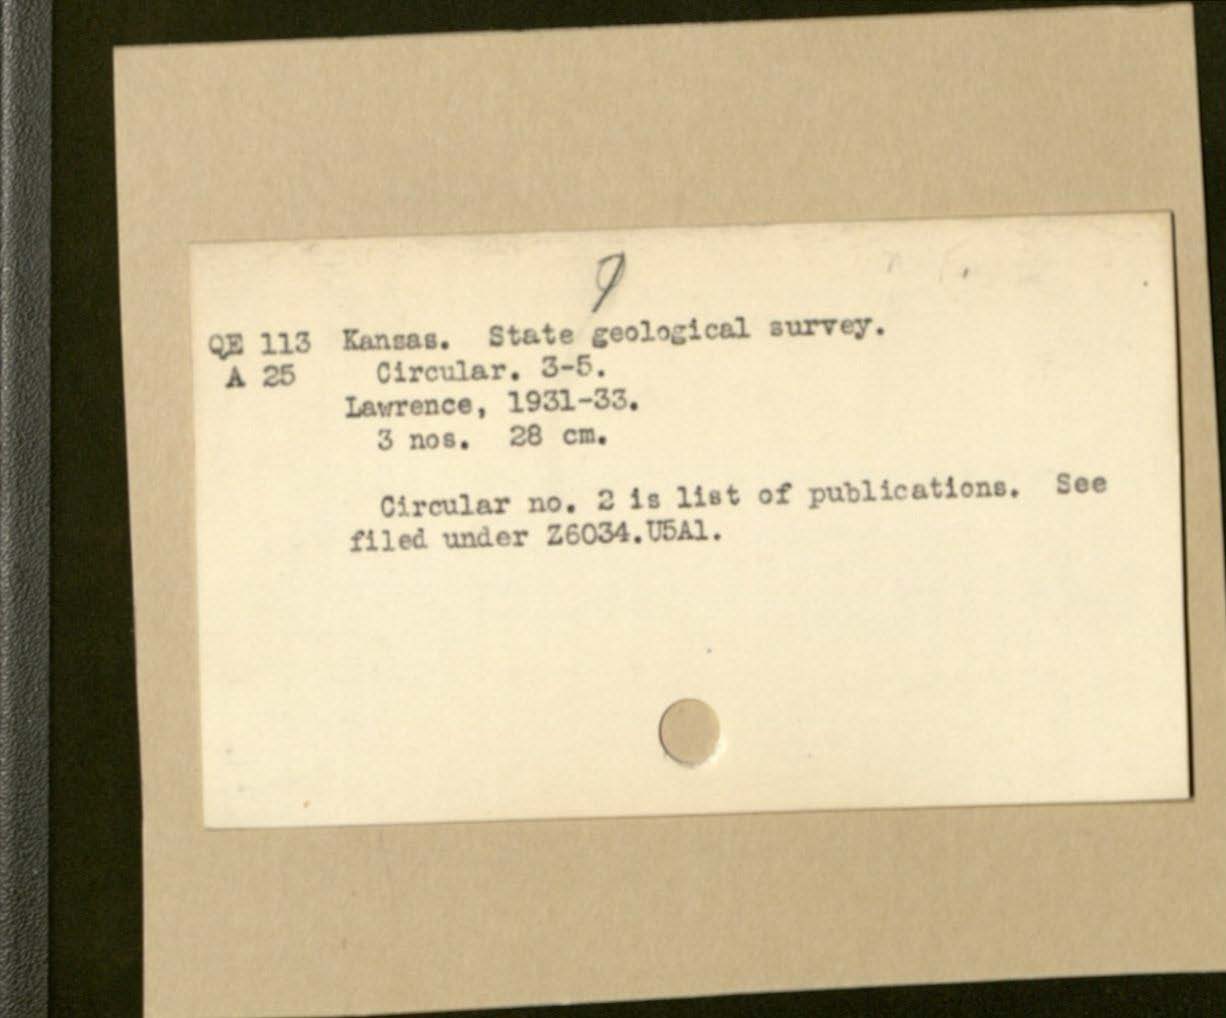 QE 113 Kansas. State geological survey.
A 25 Circular. 3-5.
Lawrence, 1931-33.
3 nos. 28 cm.
Circular no. 2 is list of publications. See
filed under Z6034.U5A1.